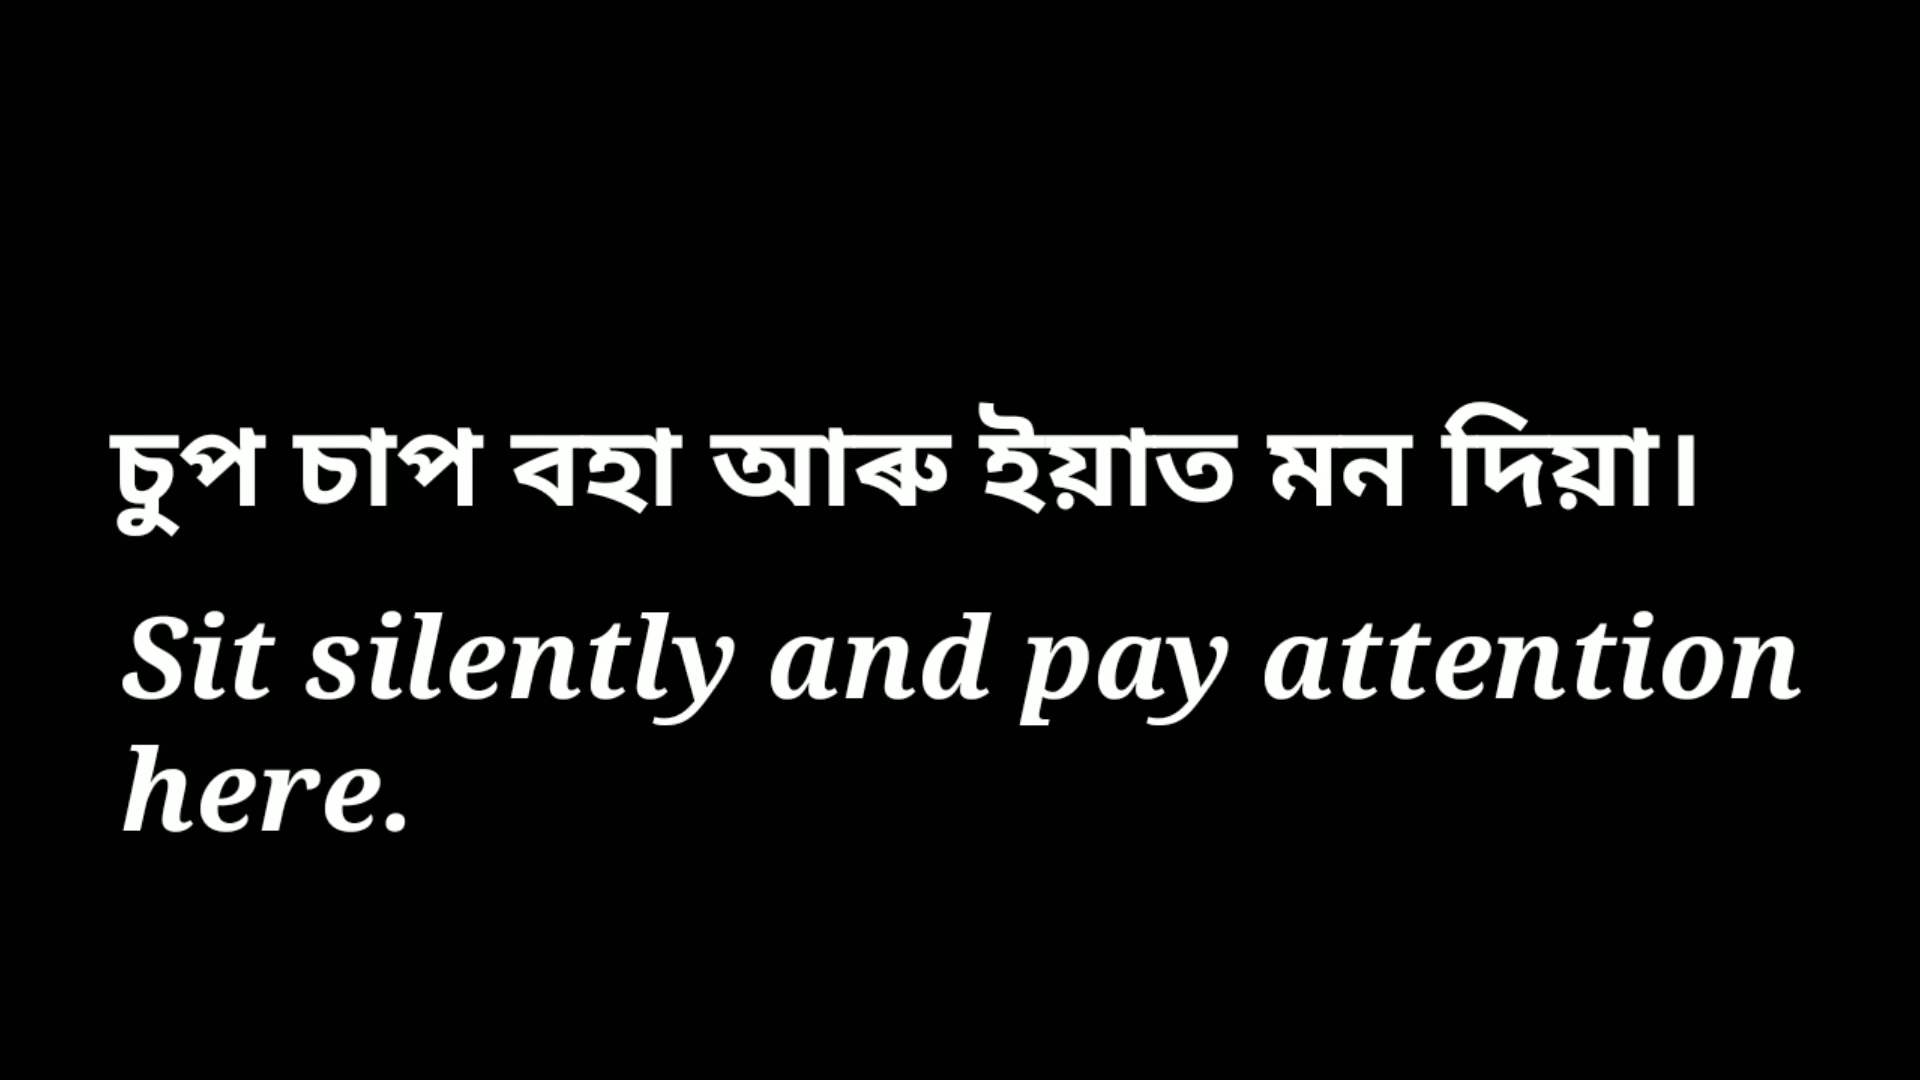 চুপ চাপ বহা আৰু ইয়াত মন দিয়া।
Sit silently and pay attention
here.